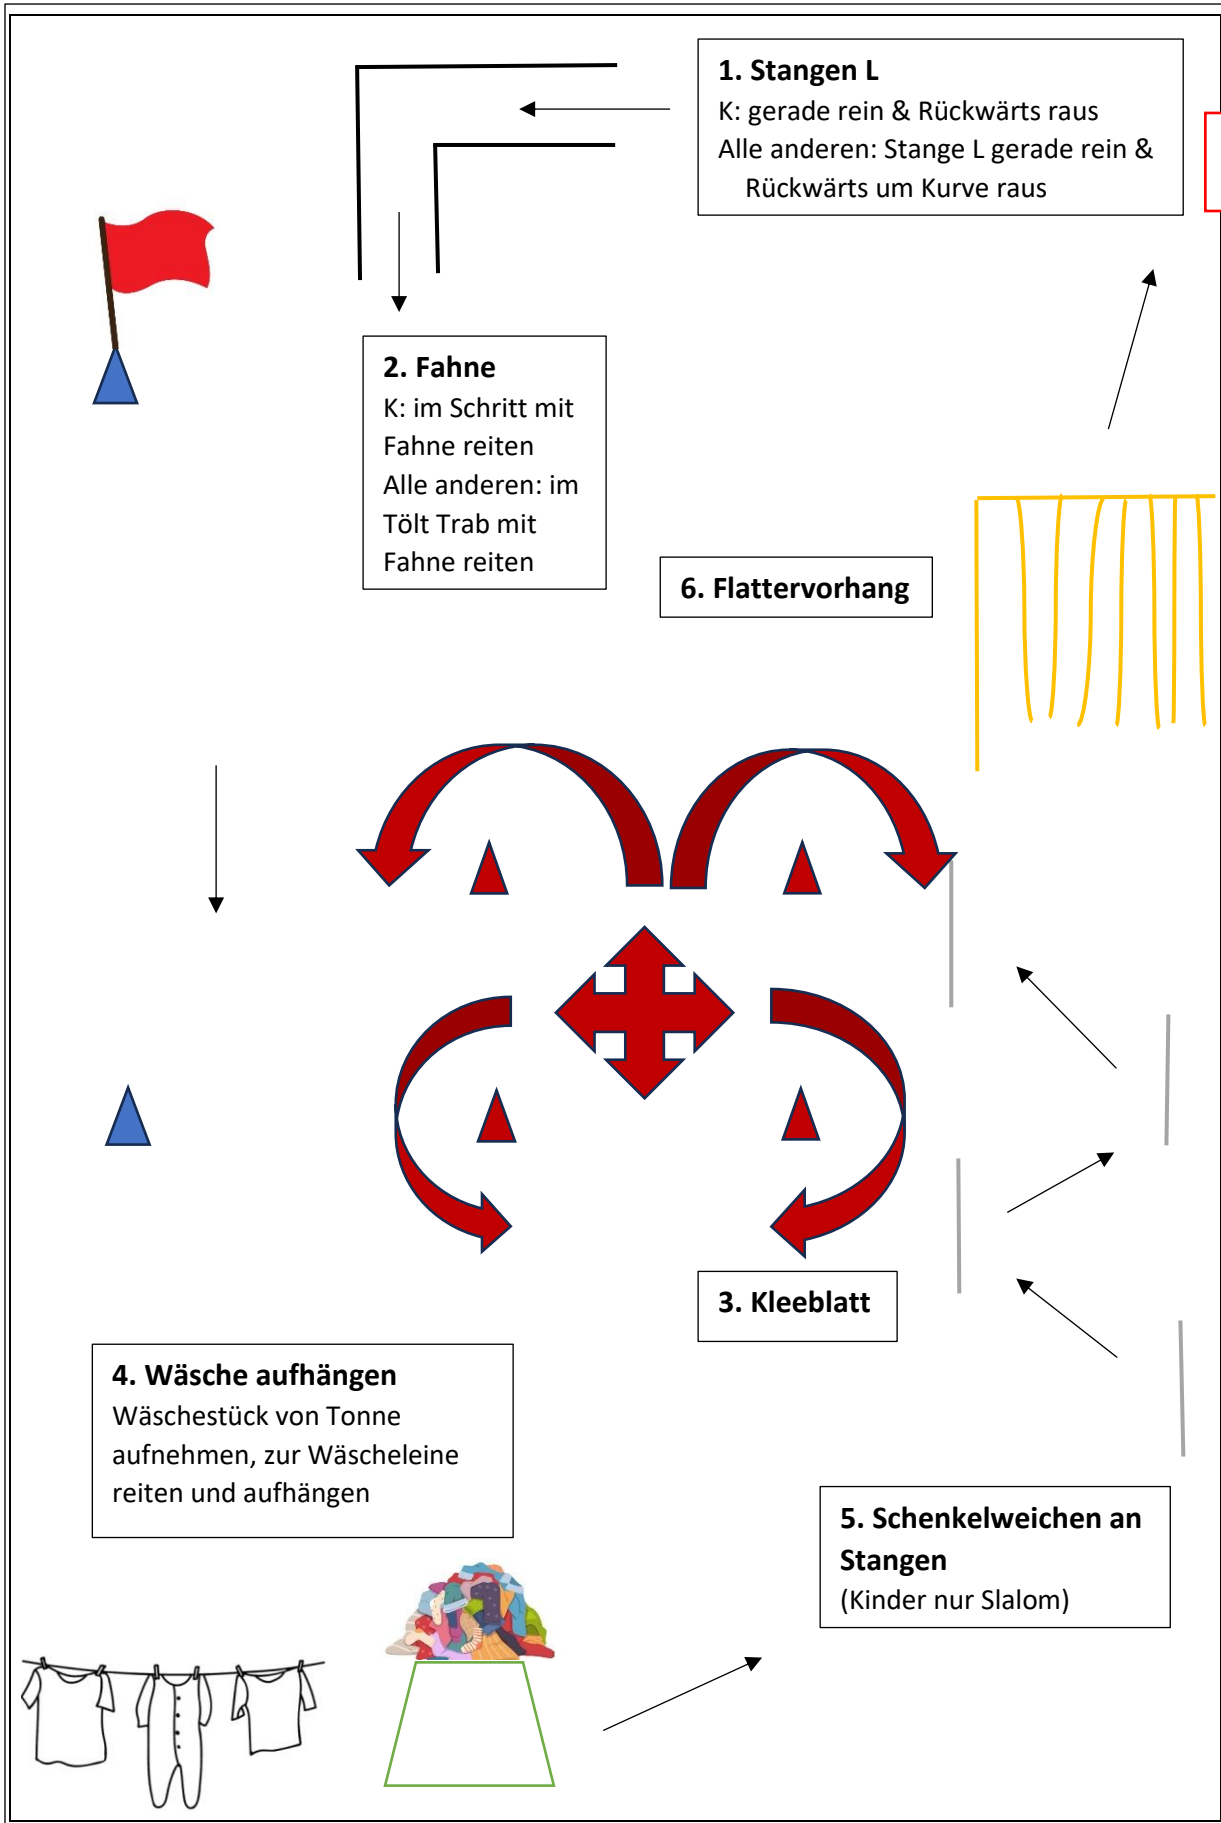 1. Stangen L
K: gerade rein & Rückwärts raus
Alle anderen: Stange L gerade rein &
Rückwärts um Kurve raus
2. Fahne
K: im Schritt mit
Fahne reiten
Alle anderen: im
Tölt Trab mit
Fahne reiten
6. Flattervorhang
3. Kleeblatt
4. Wäsche aufhängen
Wäschestück von Tonne
aufnehmen, zur Wäscheleine
reiten und aufhängen
5. Schenkelweichen an
Stangen
(Kinder nur Slalom)